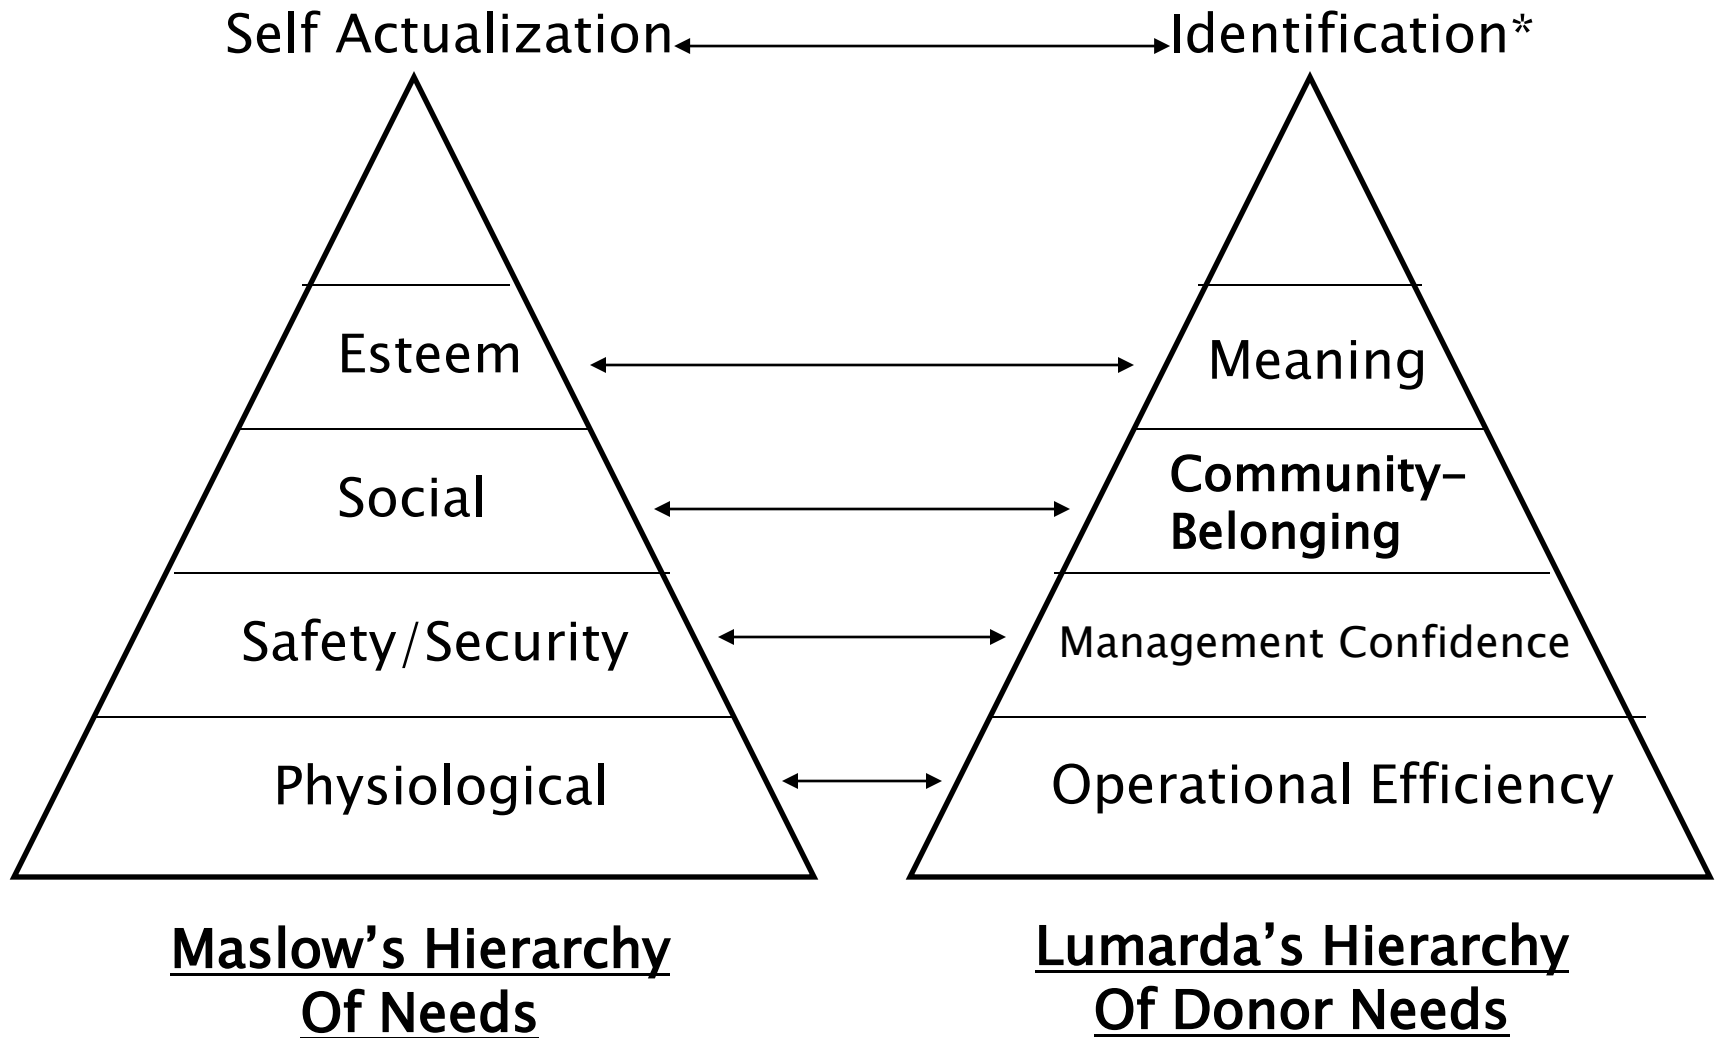 Self Actualization
Identification*
Esteem
Meaning
Social
Community–
Belonging
Safety/Security
Management Confidence
Physiological
Operational Efficiency
Maslow’s Hierarchy
Of Needs
Lumarda’s Hierarchy
Of Donor Needs